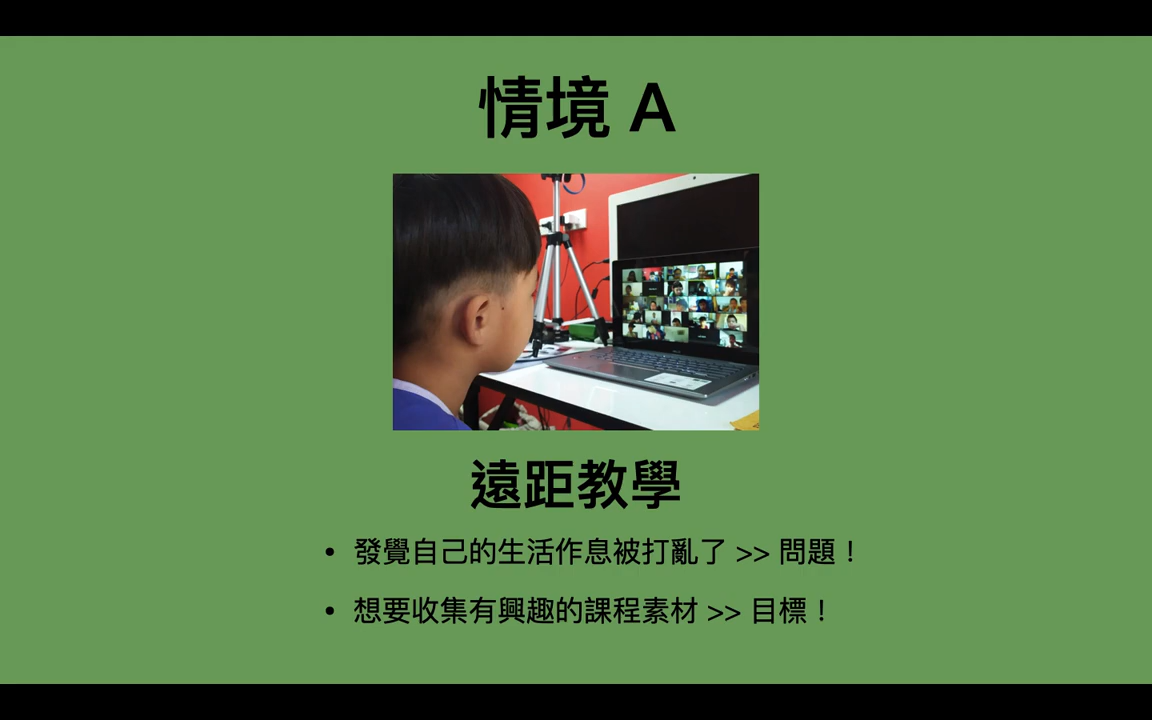 情境 A
遠距教學
• 發覺自己的生活作息被打亂了 >> 問題！
• 想要收集有興趣的課程素材 >> 目標！